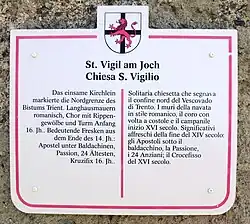 St. Vigil am Joch
Chiesa S. Vigilio
Das einsame Kirchlein
markierte die Nordgrenze des
Bistums Trient. Langhausmauern
romanisch, Chor mit Rippen-
gewölbe und Turm Anfang
16. Jh.. Bedeutende Fresken aus
dem Ende des 14. Jh.:
Apostel unter Baldachinen,
Passion, 24 Ältesten,
Kruzifix 16. Jh..
Solitaria chiesetta che segnava
il confine nord del Vescovado
di Trento. I muri della navata
in stile romanico, il coro con
volta a costole e il campanile
inizio XVI secolo. Significativi
affreschi della fine del XIV secolo:
gli Apostoli sotto il
baldacchino, la Passione,
i 24 Anziani; il Crocefisso
del XVI secolo.